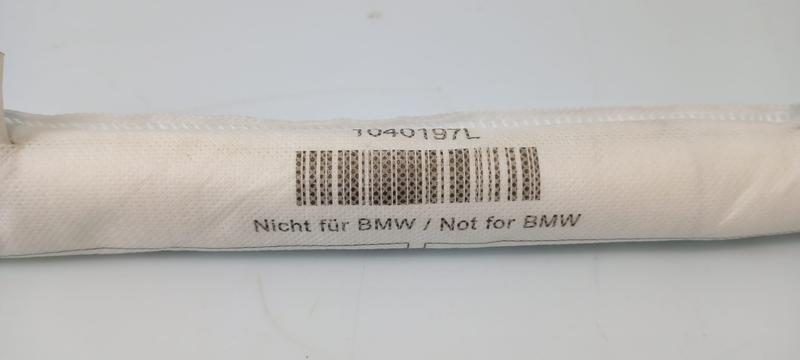 1040197L
Nicht für BMW / Not for BMW